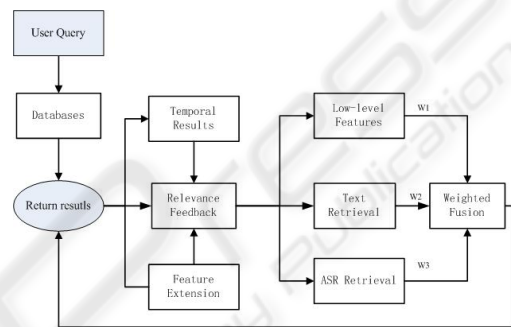 User Query
Databases
Return resutls
Temporal
Results
Relevance
Feedback
Feature
Extension
Low-level
Features
Text
Retrieval
ASR Retrieval
W1
W2
W3
Weighted
Fusion